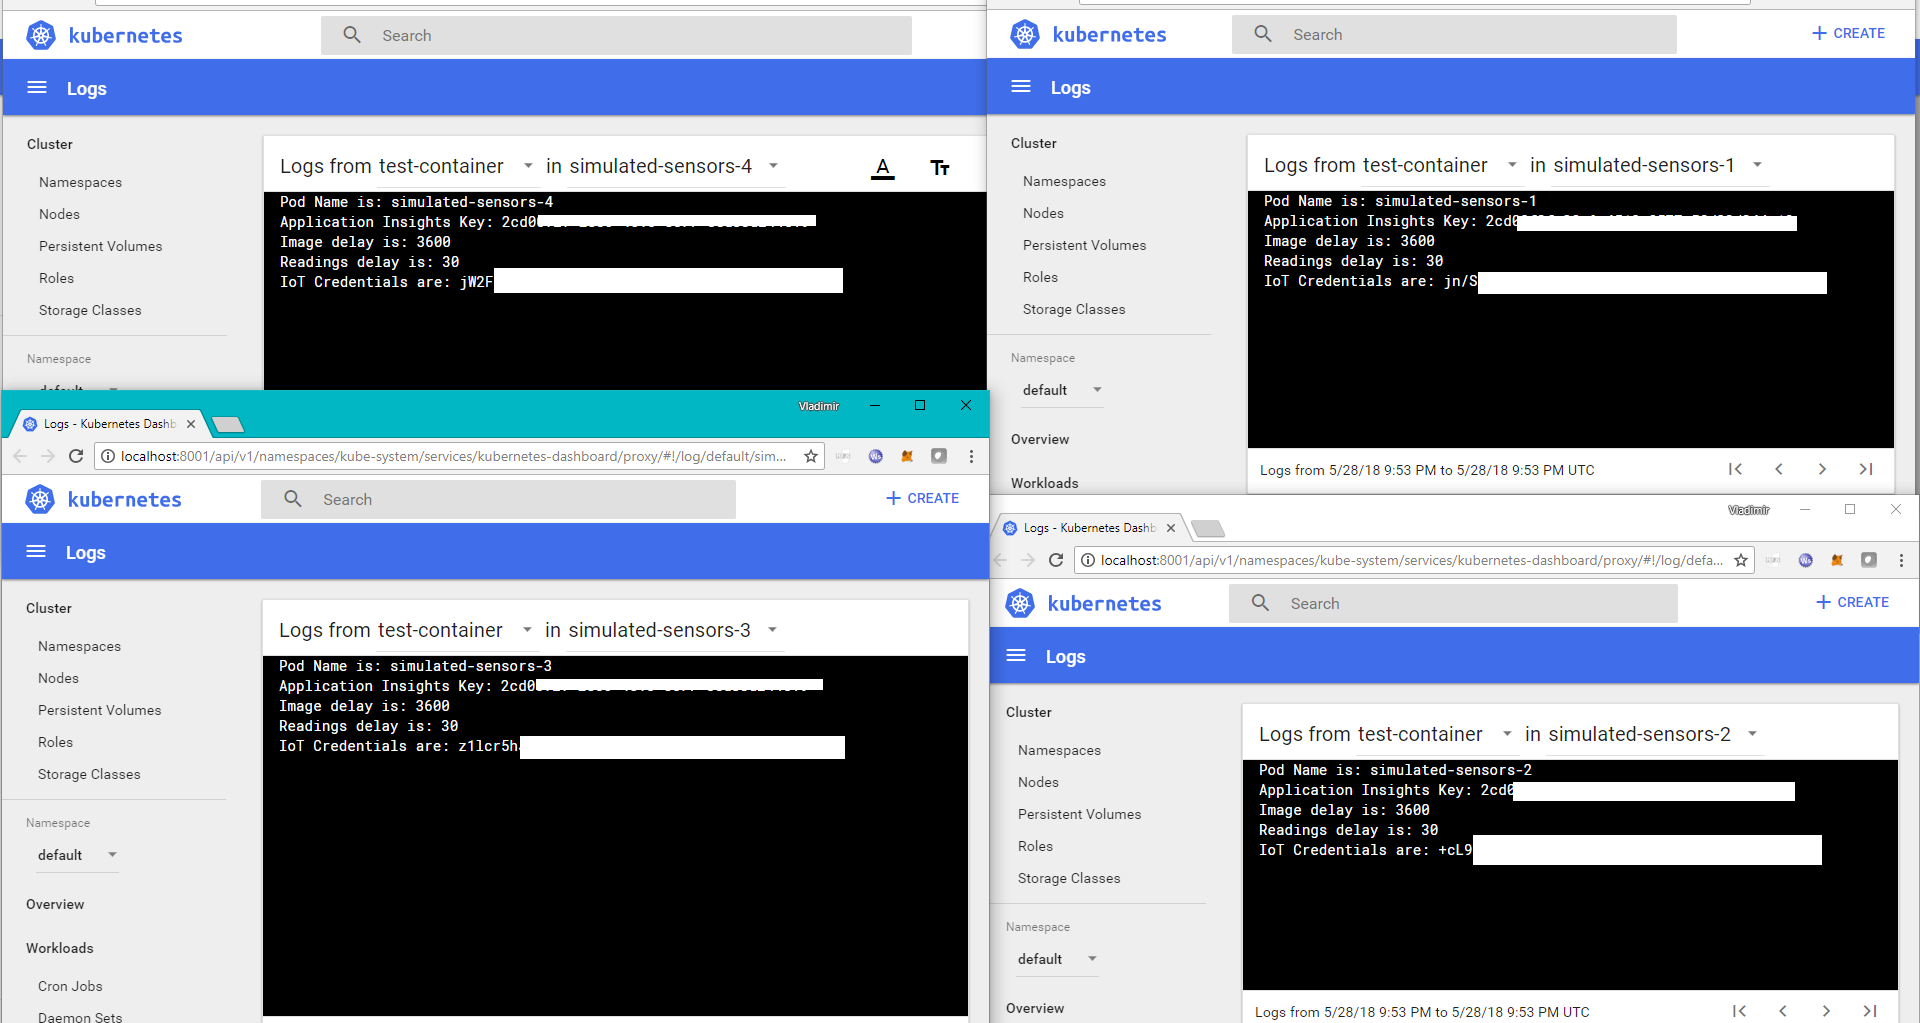 kubernetes
Search
Logs
Cluster
Namespaces
Nodes
Persistent Volumes
Roles
Storage Classes
Namespace
default
Logs from test-container in simulated-sensors-4
A
TT
Pod Name is: simulated-sensors-4
Application Insights Key: 2cd0
Image delay is: 3600
Readings delay is: 30
IoT Credentials are: jW2F
kubernetes
Search
+ CREATE
Logs
Cluster
Namespaces
Nodes
Persistent Volumes
Roles
Storage Classes
Namespace
default
Overview
Workloads
Logs from test-container in simulated-sensors-1
Pod Name is: simulated-sensors-1
Application Insights Key: 2cd0
Image delay is: 3600
Readings delay is: 30
IoT Credentials are: jn/S
Logs from 5/28/18 9:53 PM to 5/28/18 9:53 PM UTC
Vladimir
Logs - Kubernetes Dashb
localhost:8001/api/v1/namespaces/kube-system/services/kubernetes-dashboard/proxy/#!/log/default/sim...
kubernetes
Search
+ CREATE
Logs
Cluster
Namespaces
Nodes
Persistent Volumes
Roles
Storage Classes
Namespace
default
Overview
Workloads
Cron Jobs
Daemon Sets
Logs from test-container in simulated-sensors-3
Pod Name is: simulated-sensors-3
Application Insights Key: 2cd0
Image delay is: 3600
Readings delay is: 30
IoT Credentials are: z1lcr5h
Vladimir
Logs - Kubernetes Dashb
localhost:8001/api/v1/namespaces/kube-system/services/kubernetes-dashboard/proxy/#!/log/defa...
kubernetes
Search
+ CREATE
Logs
Cluster
Namespaces
Nodes
Persistent Volumes
Roles
Storage Classes
Namespace
default
Overview
Logs from test-container in simulated-sensors-2
Pod Name is: simulated-sensors-2
Application Insights Key: 2cd0
Image delay is: 3600
Readings delay is: 30
IoT Credentials are: +cL9
Logs from 5/28/18 9:53 PM to 5/28/18 9:53 PM UTC